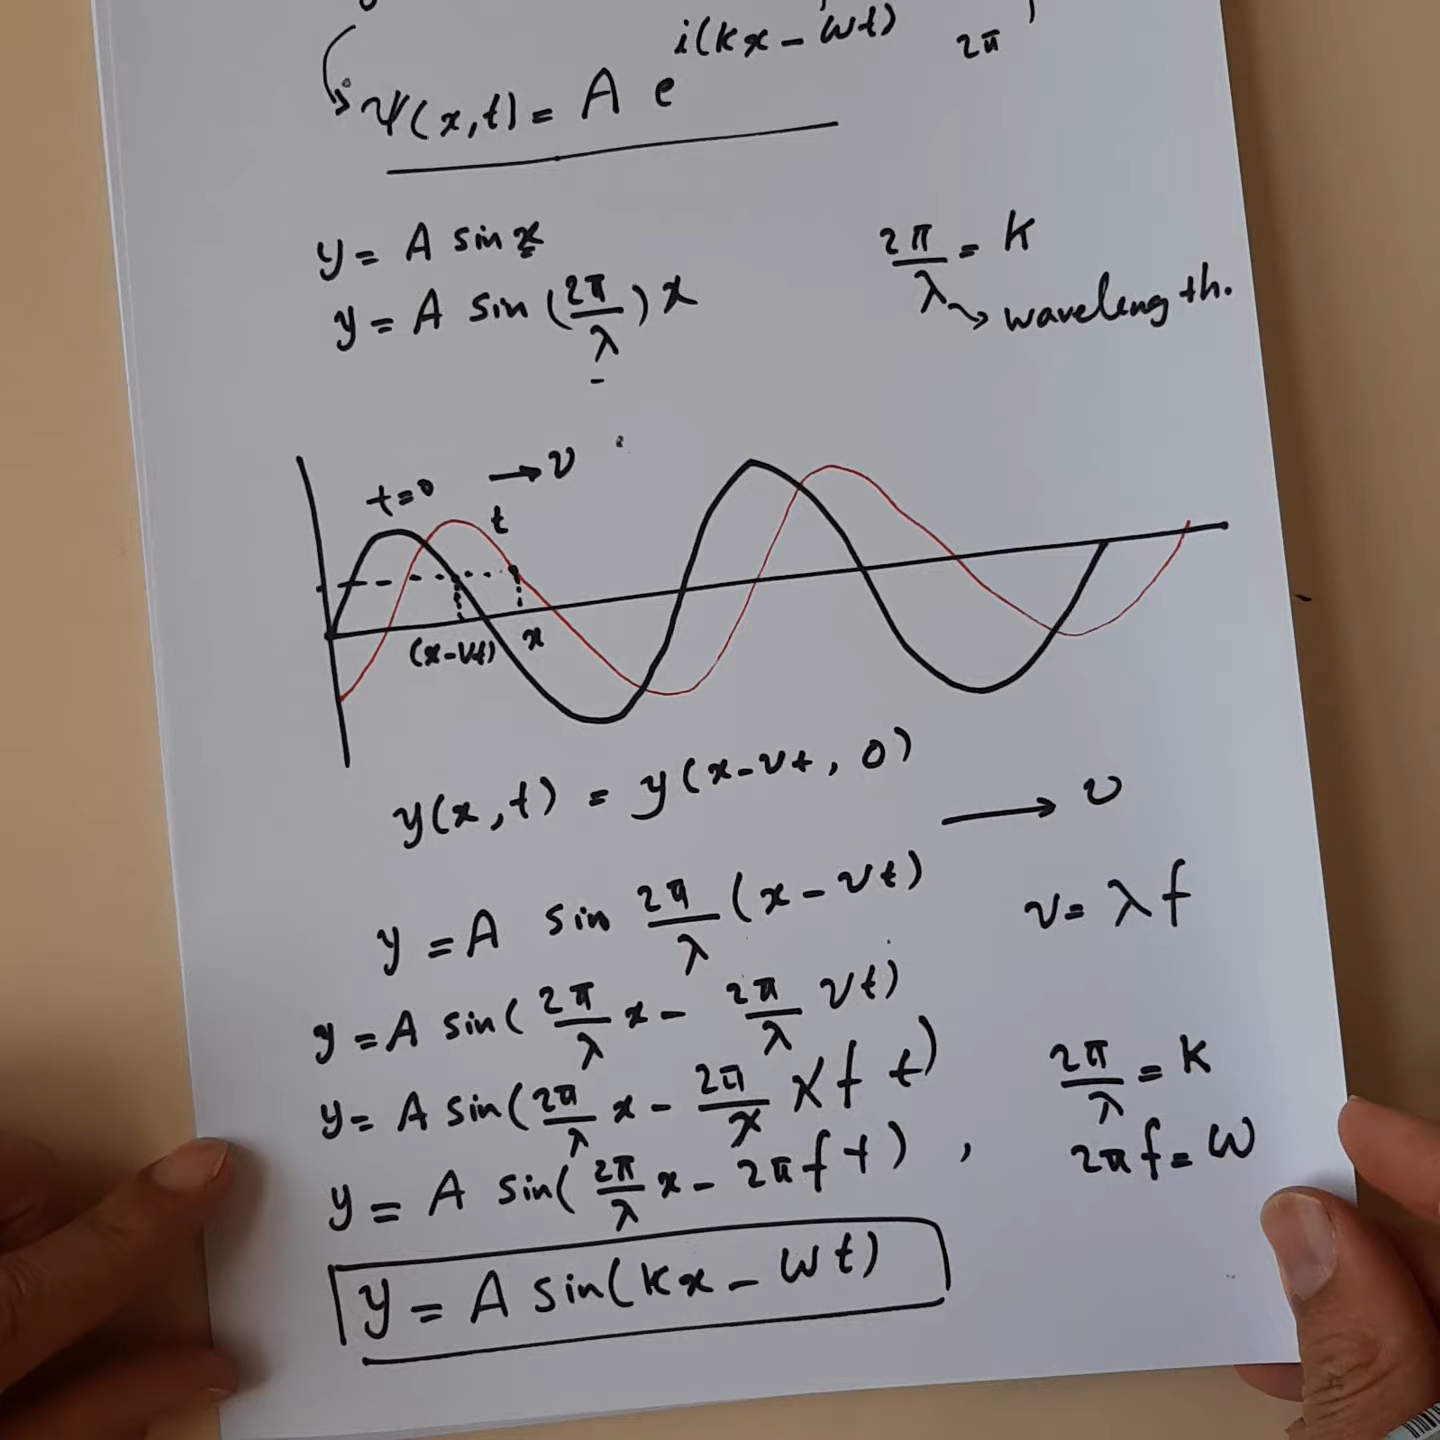 ψ(x,t) = A e^i(kx - ωt)
2π
y = A sin x
y = A sin (2π/λ) x
2π/λ = k
wavelength.
t=0
→ v
t
(x-vt)
x
y(x,t) = y(x-vt, 0)
→ v
y = A sin 2π/λ (x - vt)
v = λf
y = A sin( 2π/λ x - 2π/λ vt)
y = A sin( 2π/λ x - 2π/λ λ f t)
2π/λ = k
y = A sin( 2π/λ x - 2πf t) ,
2πf = ω
y = A sin(kx - ωt)